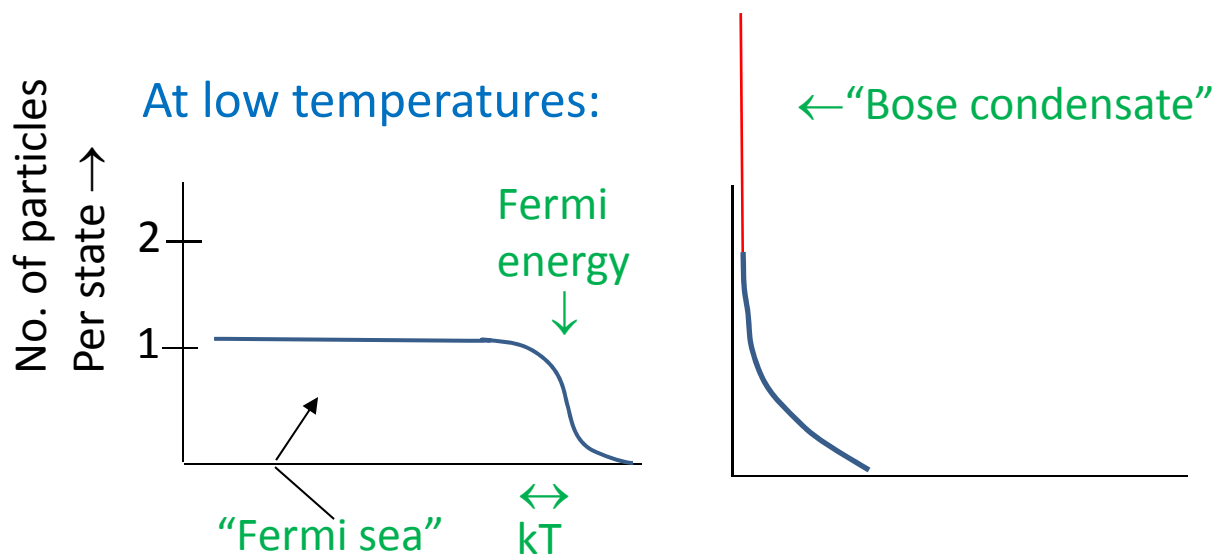 No. of particles
Per state →
At low temperatures:
2
1
Fermi
energy
↓
“Fermi sea”
↔
kT
←“Bose condensate”